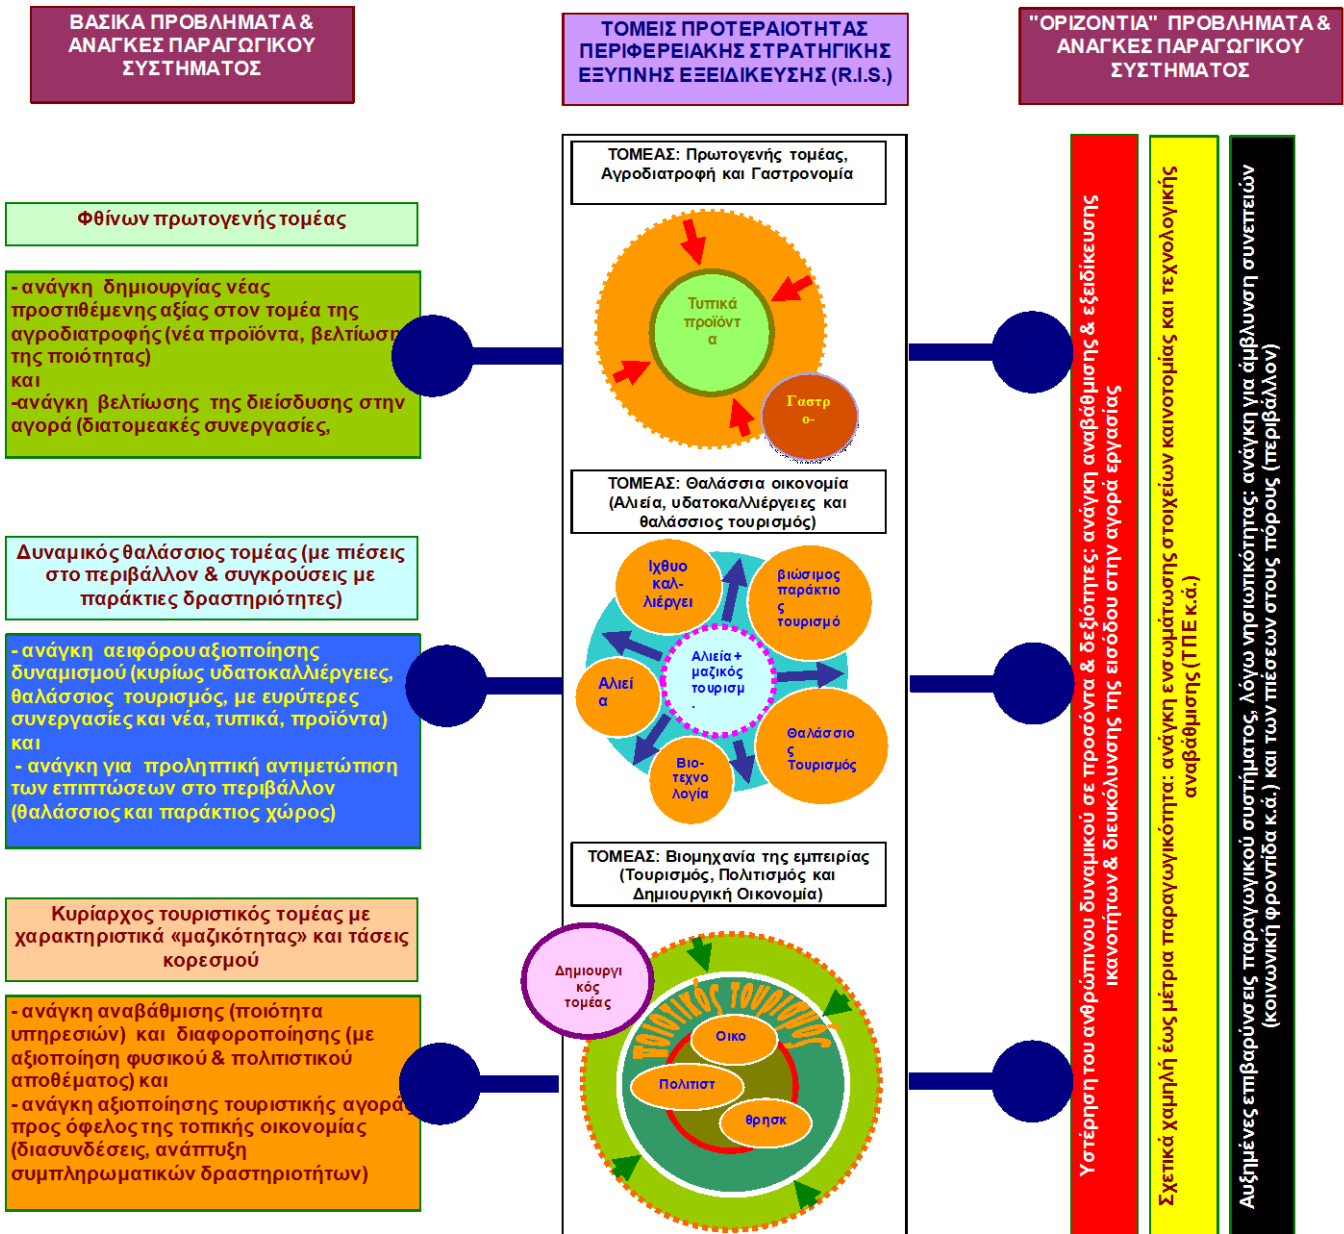 ΒΑΣΙΚΑ ΠΡΟΒΛΗΜΑΤΑ &
ΑΝΑΓΚΕΣ ΠΑΡΑΓΩΓΙΚΟΥ
ΣΥΣΤΗΜΑΤΟΣ
ΤΟΜΕΙΣ ΠΡΟΤΕΡΑΙΟΤΗΤΑΣ
ΠΕΡΙΦΕΡΕΙΑΚΗΣ ΣΤΡΑΤΗΓΙΚΗΣ
ΕΞΥΠΝΗΣ ΕΞΕΙΔΙΚΕΥΣΗΣ (R.I.S.)
"ΟΡΙΖΟΝΤΙΑ" ΠΡΟΒΛΗΜΑΤΑ &
ΑΝΑΓΚΕΣ ΠΑΡΑΓΩΓΙΚΟΥ
ΣΥΣΤΗΜΑΤΟΣ
Φθίνων πρωτογενής τομέας
- ανάγκη δημιουργίας νέας
προστιθέμενης αξίας στον τομέα της
αγροδιατροφής (νέα προϊόντα, βελτίωση
της ποιότητας)
και
-ανάγκη βελτίωσης της διείσδυσης στην
αγορά (διατομεακές συνεργασίες,
Δυναμικός θαλάσσιος τομέας (με πιέσεις
στο περιβάλλον & συγκρούσεις με
παράκτιες δραστηριότητες)
- ανάγκη αειφόρου αξιοποίησης
δυναμισμού (κυρίως υδατοκαλλιέργειες,
θαλάσσιος τουρισμός, με ευρύτερες
συνεργασίες και νέα, τυπικά, προϊόντα)
και
- ανάγκη για προληπτική αντιμετώπιση
των επιπτώσεων στο περιβάλλον
(θαλάσσιος και παράκτιος χώρος)
Κυρίαρχος τουριστικός τομέας με
χαρακτηριστικά «μαζικότητας» και τάσεις
κορεσμού
- ανάγκη αναβάθμισης (ποιότητα
υπηρεσιών) και διαφοροποίησης (με
αξιοποίηση φυσικού & πολιτιστικού
αποθέματος) και
- ανάγκη αξιοποίησης τουριστικής αγοράς
προς όφελος της τοπικής οικονομίας
(διασυνδέσεις, ανάπτυξη
συμπληρωματικών δραστηριοτήτων)
ΤΟΜΕΑΣ: Πρωτογενής τομέας,
Αγροδιατροφή και Γαστρονομία
Τυπικά
προϊόντ
α
Γαστρ
ο-
ΤΟΜΕΑΣ: Θαλάσσια οικονομία
(Αλιεία, υδατοκαλλιέργειες και
θαλάσσιος τουρισμός)
Ιχθυο
καλ-
λιέργει
βιώσιμος
παράκτιο
ς
τουρισμό
Αλιεία +
μαζικός
τουρισμ
.
Αλιεί
α
Θαλάσσιο
ς
Τουρισμός
Βιο-
τεχνο
λογία
ΤΟΜΕΑΣ: Βιομηχανία της εμπειρίας
(Τουρισμός, Πολιτισμός και
Δημιουργική Οικονομία)
Δημιουργι
κός
τομέας
ποιοτικός τουρισμός
Οικο
Πολιτιστ
θρησκ
Υστέρηση του ανθρώπινου δυναμικού σε προσόντα & δεξιότητες: ανάγκη αναβάθμισης & εξειδίκευσης
ικανοτήτων & διευκόλυνσης της εισόδου στην αγορά εργασίας
Σχετικά χαμηλή έως μέτρια παραγωγικότητα: ανάγκη ενσωμάτωσης στοιχείων καινοτομίας και τεχνολογικής
αναβάθμισης (ΤΠΕ κ.ά.)
Αυξημένες επιβαρύνσεις παραγωγικού συστήματος, λόγω νησιωτικότητας: ανάγκη για άμβλυνση συνεπειών
(κοινωνική φροντίδα κ.ά.) και των πιέσεων στους πόρους (περιβάλλον)